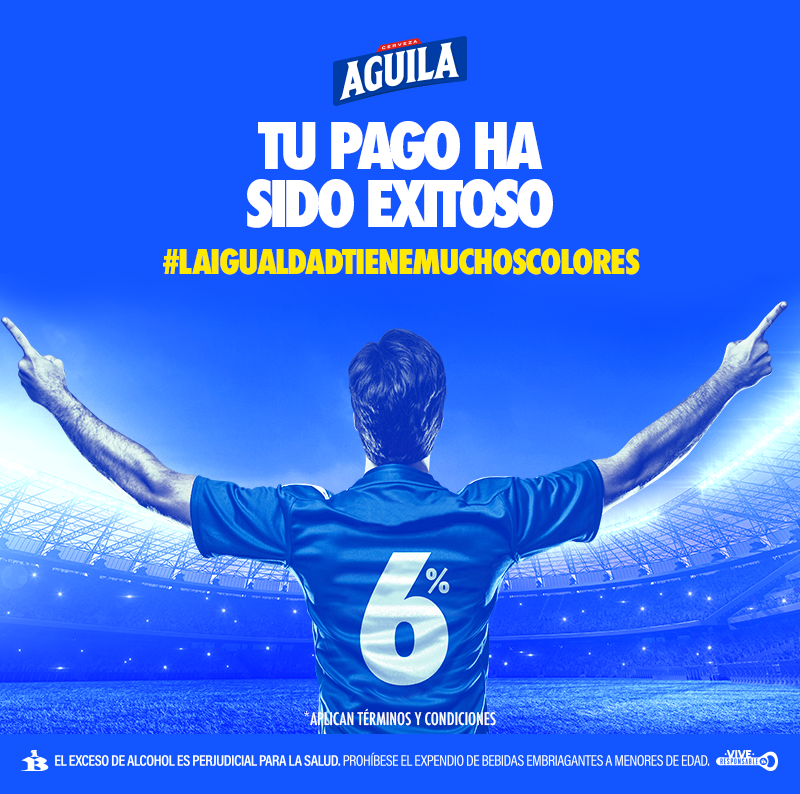 CERVEZA
AGUILA
TU PAGO HA
SIDO EXITOSO
#LAIGUALDADTIENEMUCHOSCOLORES
6%
*APLICAN TÉRMINOS Y CONDICIONES
EL EXCESO DE ALCOHOL ES PERJUDICIAL PARA LA SALUD. PROHÍBESE EL EXPENDIO DE BEBIDAS EMBRIAGANTES A MENORES DE EDAD.
·VIVE·
RESPONSABLE